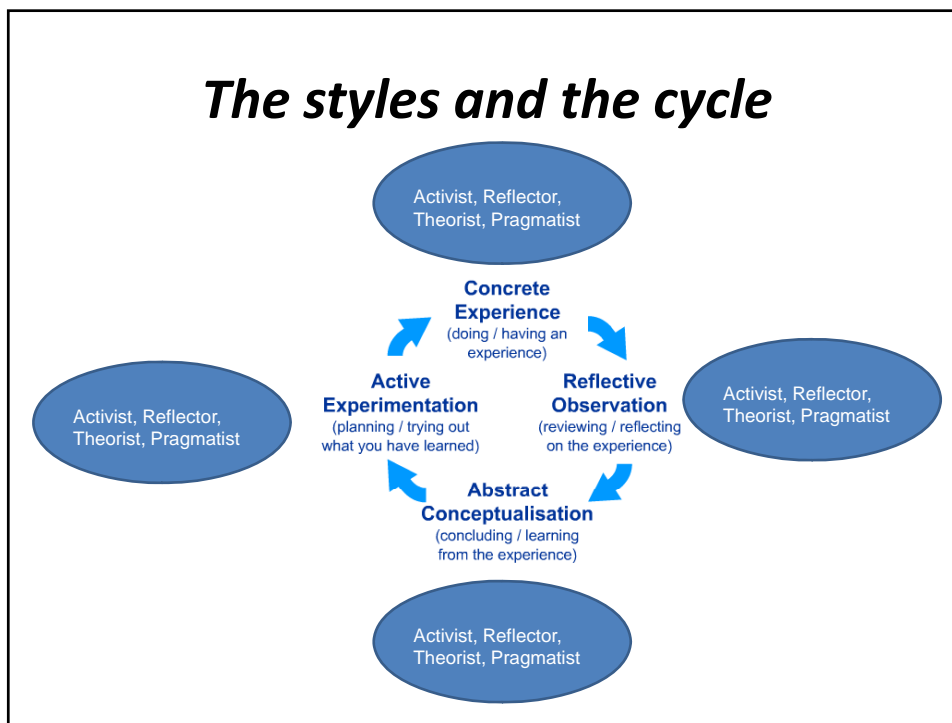 The styles and the cycle
Activist, Reflector,
Theorist, Pragmatist
Concrete
Experience
(doing / having an
experience)
Activist, Reflector,
Theorist, Pragmatist
Active
Experimentation
(planning / trying out
what you have learned)
Reflective
Observation
(reviewing / reflecting
on the experience)
Activist, Reflector,
Theorist, Pragmatist
Abstract
Conceptualisation
(concluding / learning
from the experience)
Activist, Reflector,
Theorist, Pragmatist